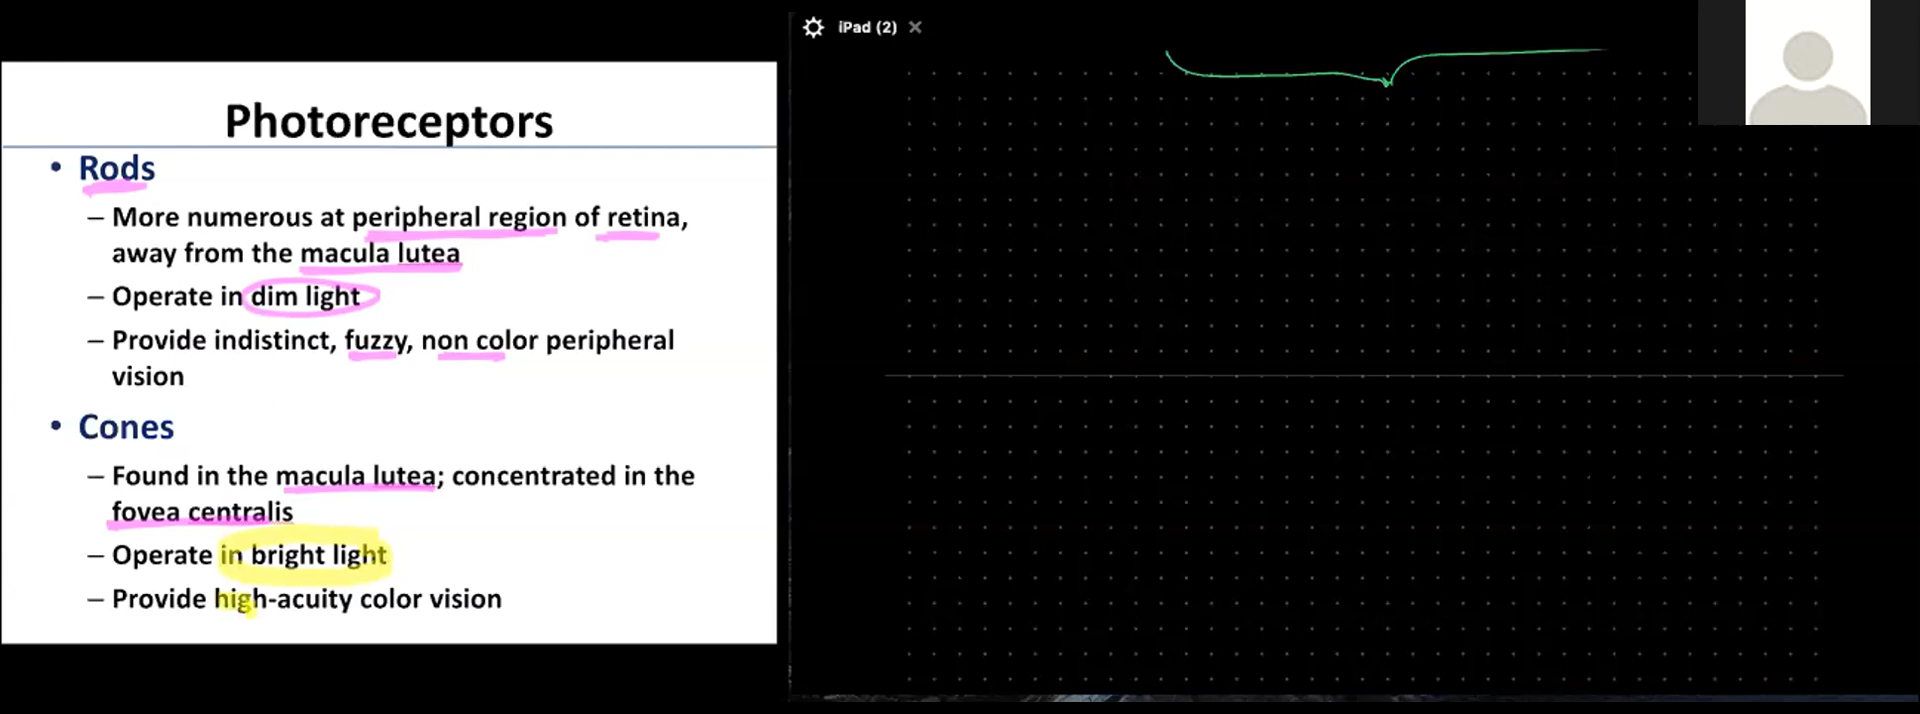 Photoreceptors
• Rods
– More numerous at peripheral region of retina,
away from the macula lutea
– Operate in dim light
– Provide indistinct, fuzzy, non color peripheral
vision
• Cones
– Found in the macula lutea; concentrated in the
fovea centralis
– Operate in bright light
– Provide high-acuity color vision
iPad (2)